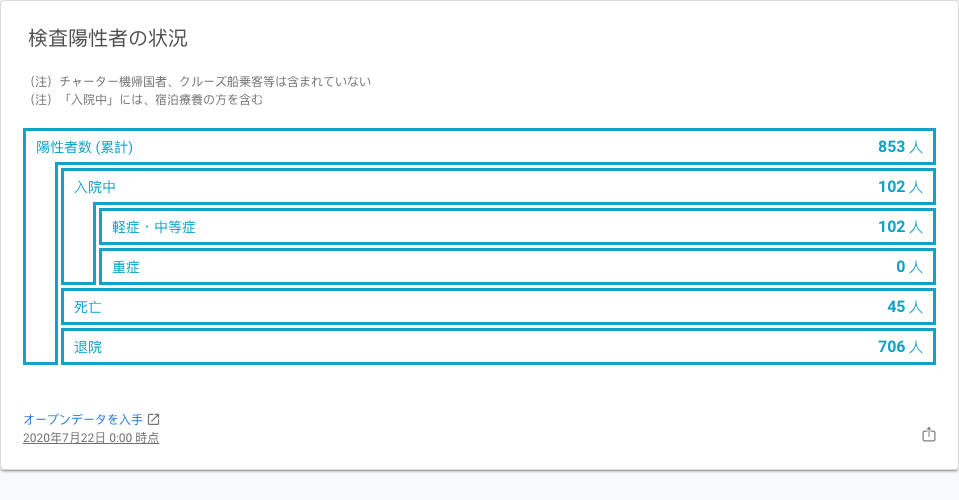 検査陽性者の状況
（注）チャーター機帰国者、クルーズ船乗客等は含まれていない
（注）「入院中」には、宿泊療養の方を含む
陽性者数 (累計) 853 人
入院中 102 人
軽症・中等症 102 人
重症 0 人
死亡 45 人
退院 706 人
オープンデータを入手
2020年7月22日 0:00 時点